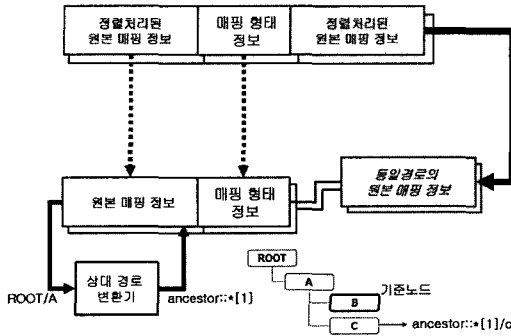 정렬처리된
원본 매핑 정보
매핑 형태
정보
정렬처리된
원본 매핑 정보
원본 매핑 정보
매핑 형태
정보
동일경로의
원본 매핑 정보
ROOT/A
상대 경로
변환기
ancestor::*[1]
ROOT
A
B
기준노드
C
ancestor::*[1]/c